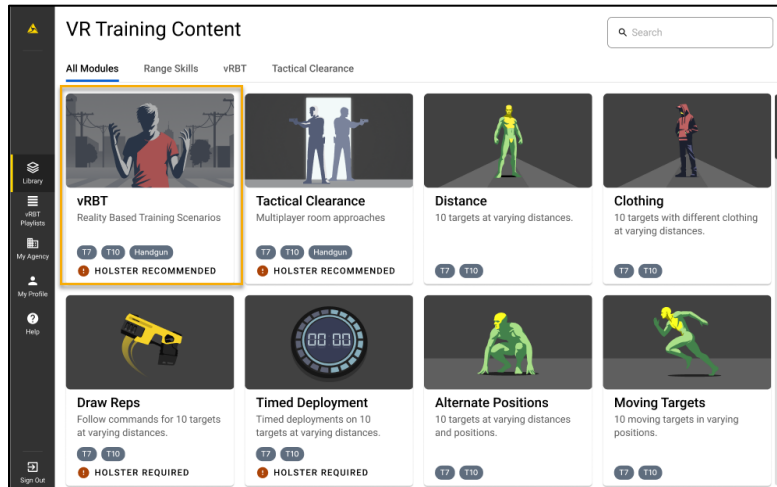 VR Training Content
Search
All Modules
Range Skills
vRBT
Tactical Clearance
Library
vRBT
Playlists
My Agency
My Profile
Help
Sign Out
vRBT
Reality Based Training Scenarios
T7 T10 Handgun
HOLSTER RECOMMENDED
Tactical Clearance
Multiplayer room approaches
T7 T10 Handgun
HOLSTER RECOMMENDED
Distance
10 targets at varying distances.
T7 T10
Clothing
10 targets with different clothing
at varying distances.
T7 T10
Draw Reps
Follow commands for 10 targets
at varying distances.
T7 T10
HOLSTER REQUIRED
00 00
Timed Deployment
Timed deployments on 10
targets at varying distances.
T7 T10
HOLSTER REQUIRED
Alternate Positions
10 targets at varying distances
and positions.
T7 T10
Moving Targets
10 moving targets in varying
positions.
T7 T10